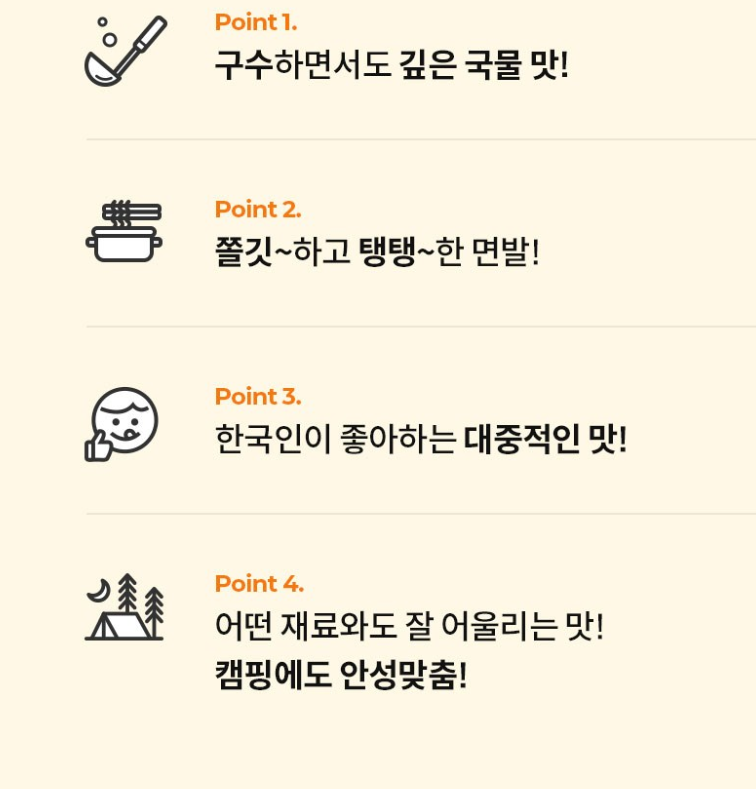 Point 1.
구수하면서도 깊은 국물 맛!
Point 2.
쫄깃~하고 탱탱~한 면발!
Point 3.
한국인이 좋아하는 대중적인 맛!
Point 4.
어떤 재료와도 잘 어울리는 맛!
캠핑에도 안성맞춤!